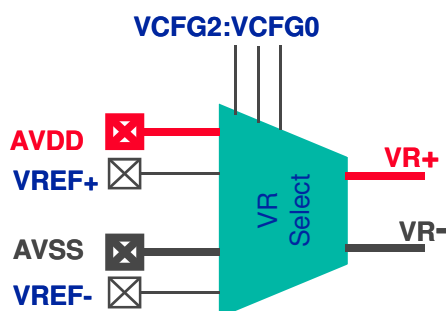 VCFG2:VCFG0
AVDD
VREF+
AVSS
VREF-
VR
Select
VR+
VR-